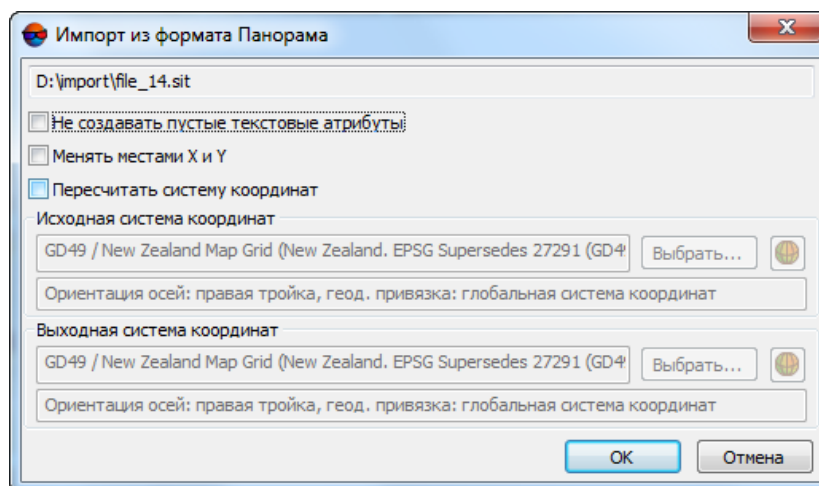 Импорт из формата Панорама
D:\import\file_14.sit
Не создавать пустые текстовые атрибуты
Менять местами X и Y
Пересчитать систему координат
Исходная система координат
GD49 / New Zealand Map Grid (New Zealand. EPSG Supersedes 27291 (GD49 Выбрать...
Ориентация осей: правая тройка, геод. привязка: глобальная система координат
Выходная система координат
GD49 / New Zealand Map Grid (New Zealand. EPSG Supersedes 27291 (GD49 Выбрать...
Ориентация осей: правая тройка, геод. привязка: глобальная система координат
OK Отмена